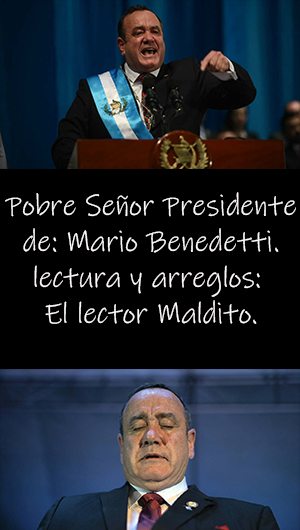 Pobre Señor Presidente
de: Mario Benedetti.
lectura y arreglos:
El lector Maldito.